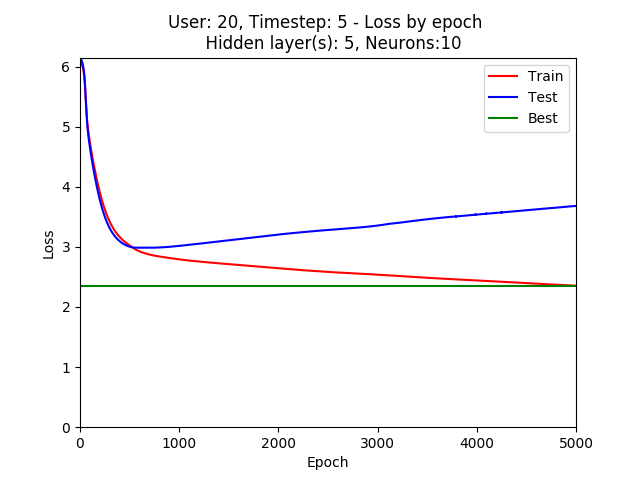 User: 20, Timestep: 5 - Loss by epoch
Hidden layer(s): 5, Neurons:10
6
5
4
3
2
1
0
Loss
Train
Test
Best
0 1000 2000 3000 4000 5000
Epoch